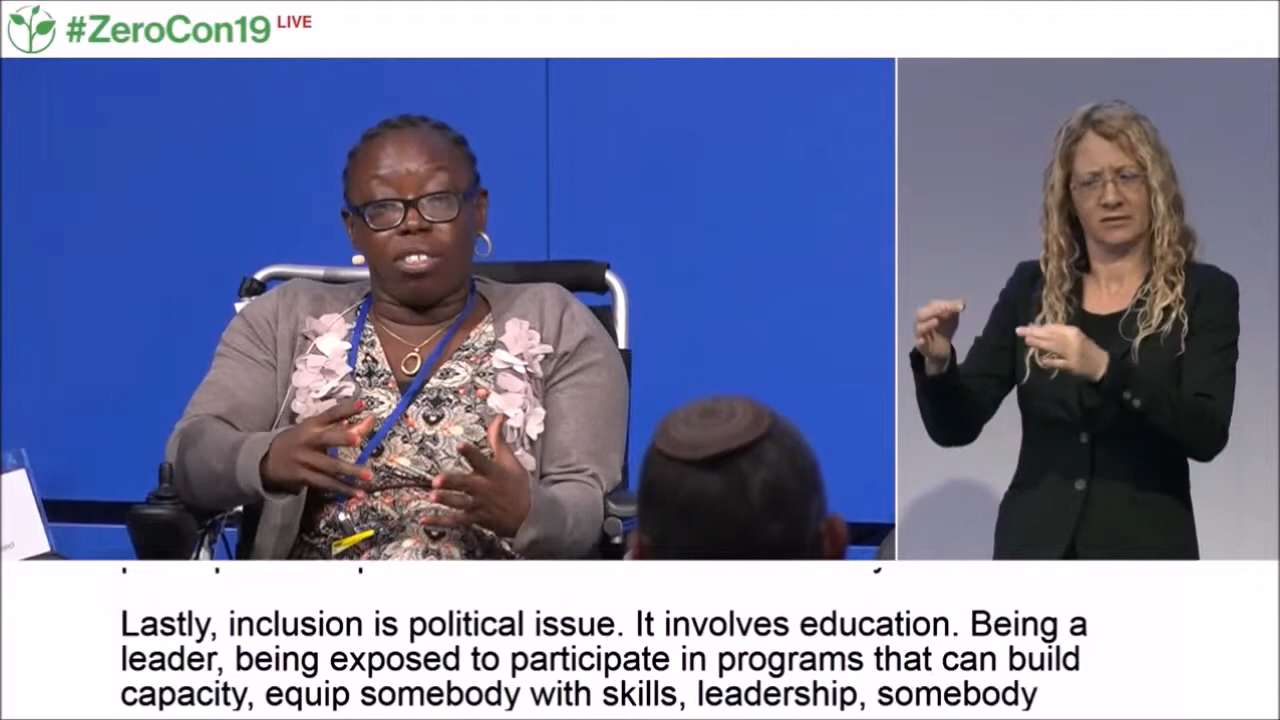 #ZeroCon19 LIVE
Lastly, inclusion is political issue. It involves education. Being a
leader, being exposed to participate in programs that can build
capacity, equip somebody with skills, leadership, somebody